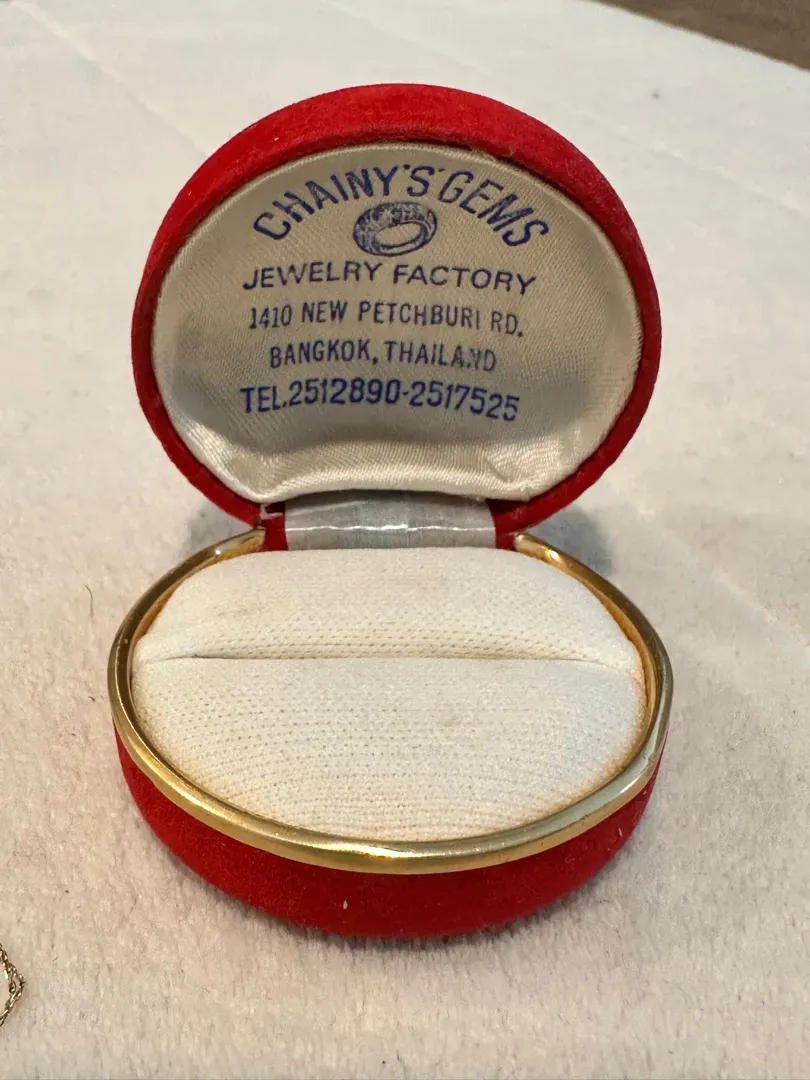 CHAINY'S GEMS
JEWELRY FACTORY
1410 NEW PETCHBURI RD.
BANGKOK, THAILAND
TEL.2512890-2517525